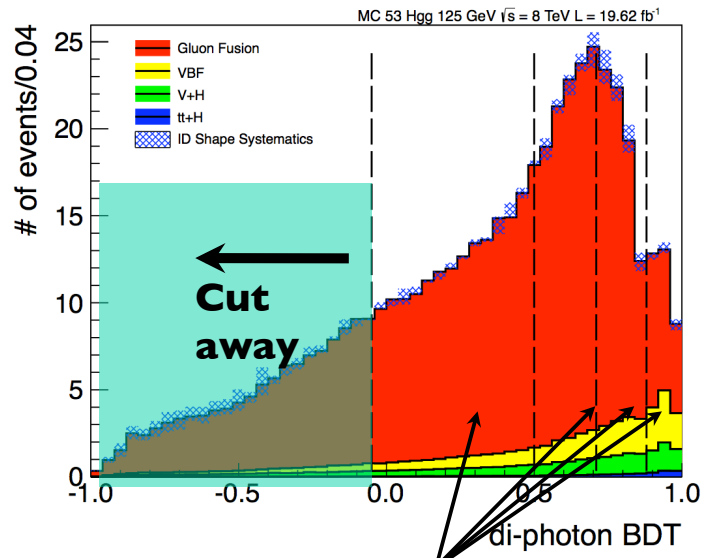 MC 53 Hgg 125 GeV √s = 8 TeV L = 19.62 fb⁻¹
# of events/0.04
25
20
15
10
5
0
Gluon Fusion
VBF
V+H
tt+H
ID Shape Systematics
Cut
away
-1.0 -0.5 0.0 0.5 1.0
di-photon BDT